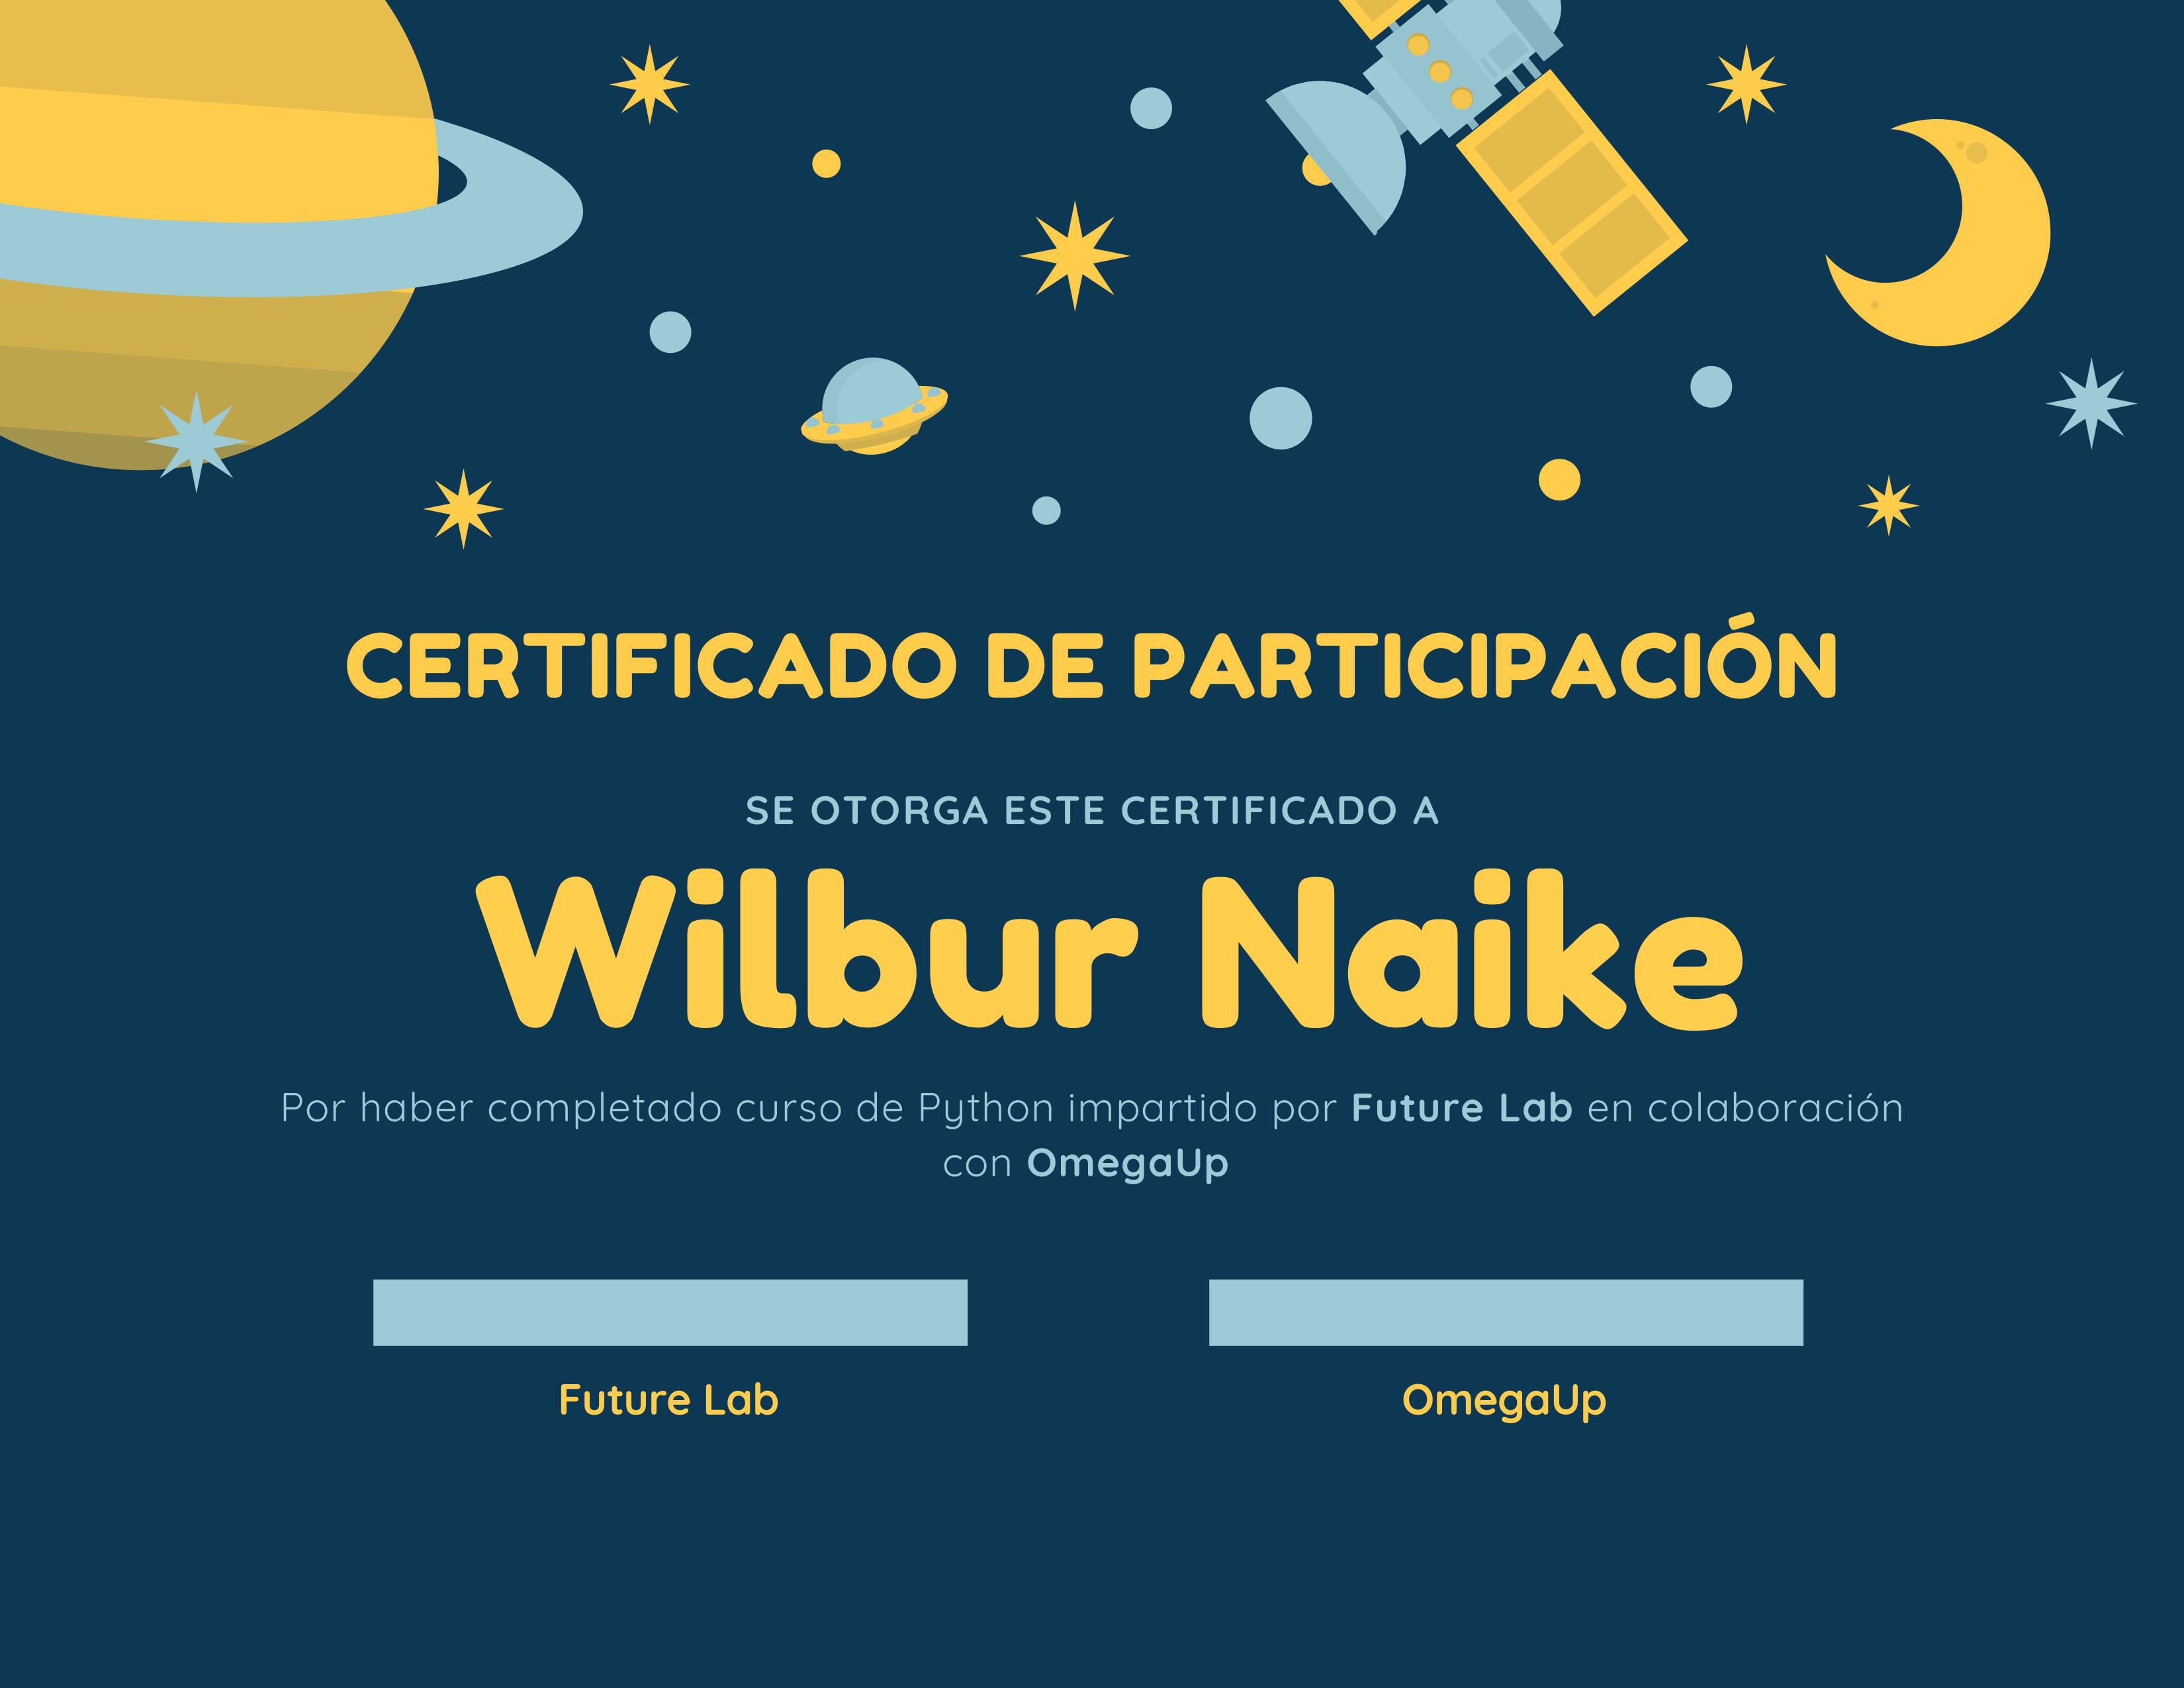 CERTIFICADO DE PARTICIPACIÓN
SE OTORGA ESTE CERTIFICADO A
Wilbur Naike
Por haber completado curso de Python impartido por Future Lab en colaboración
con OmegaUp
Future Lab
OmegaUp